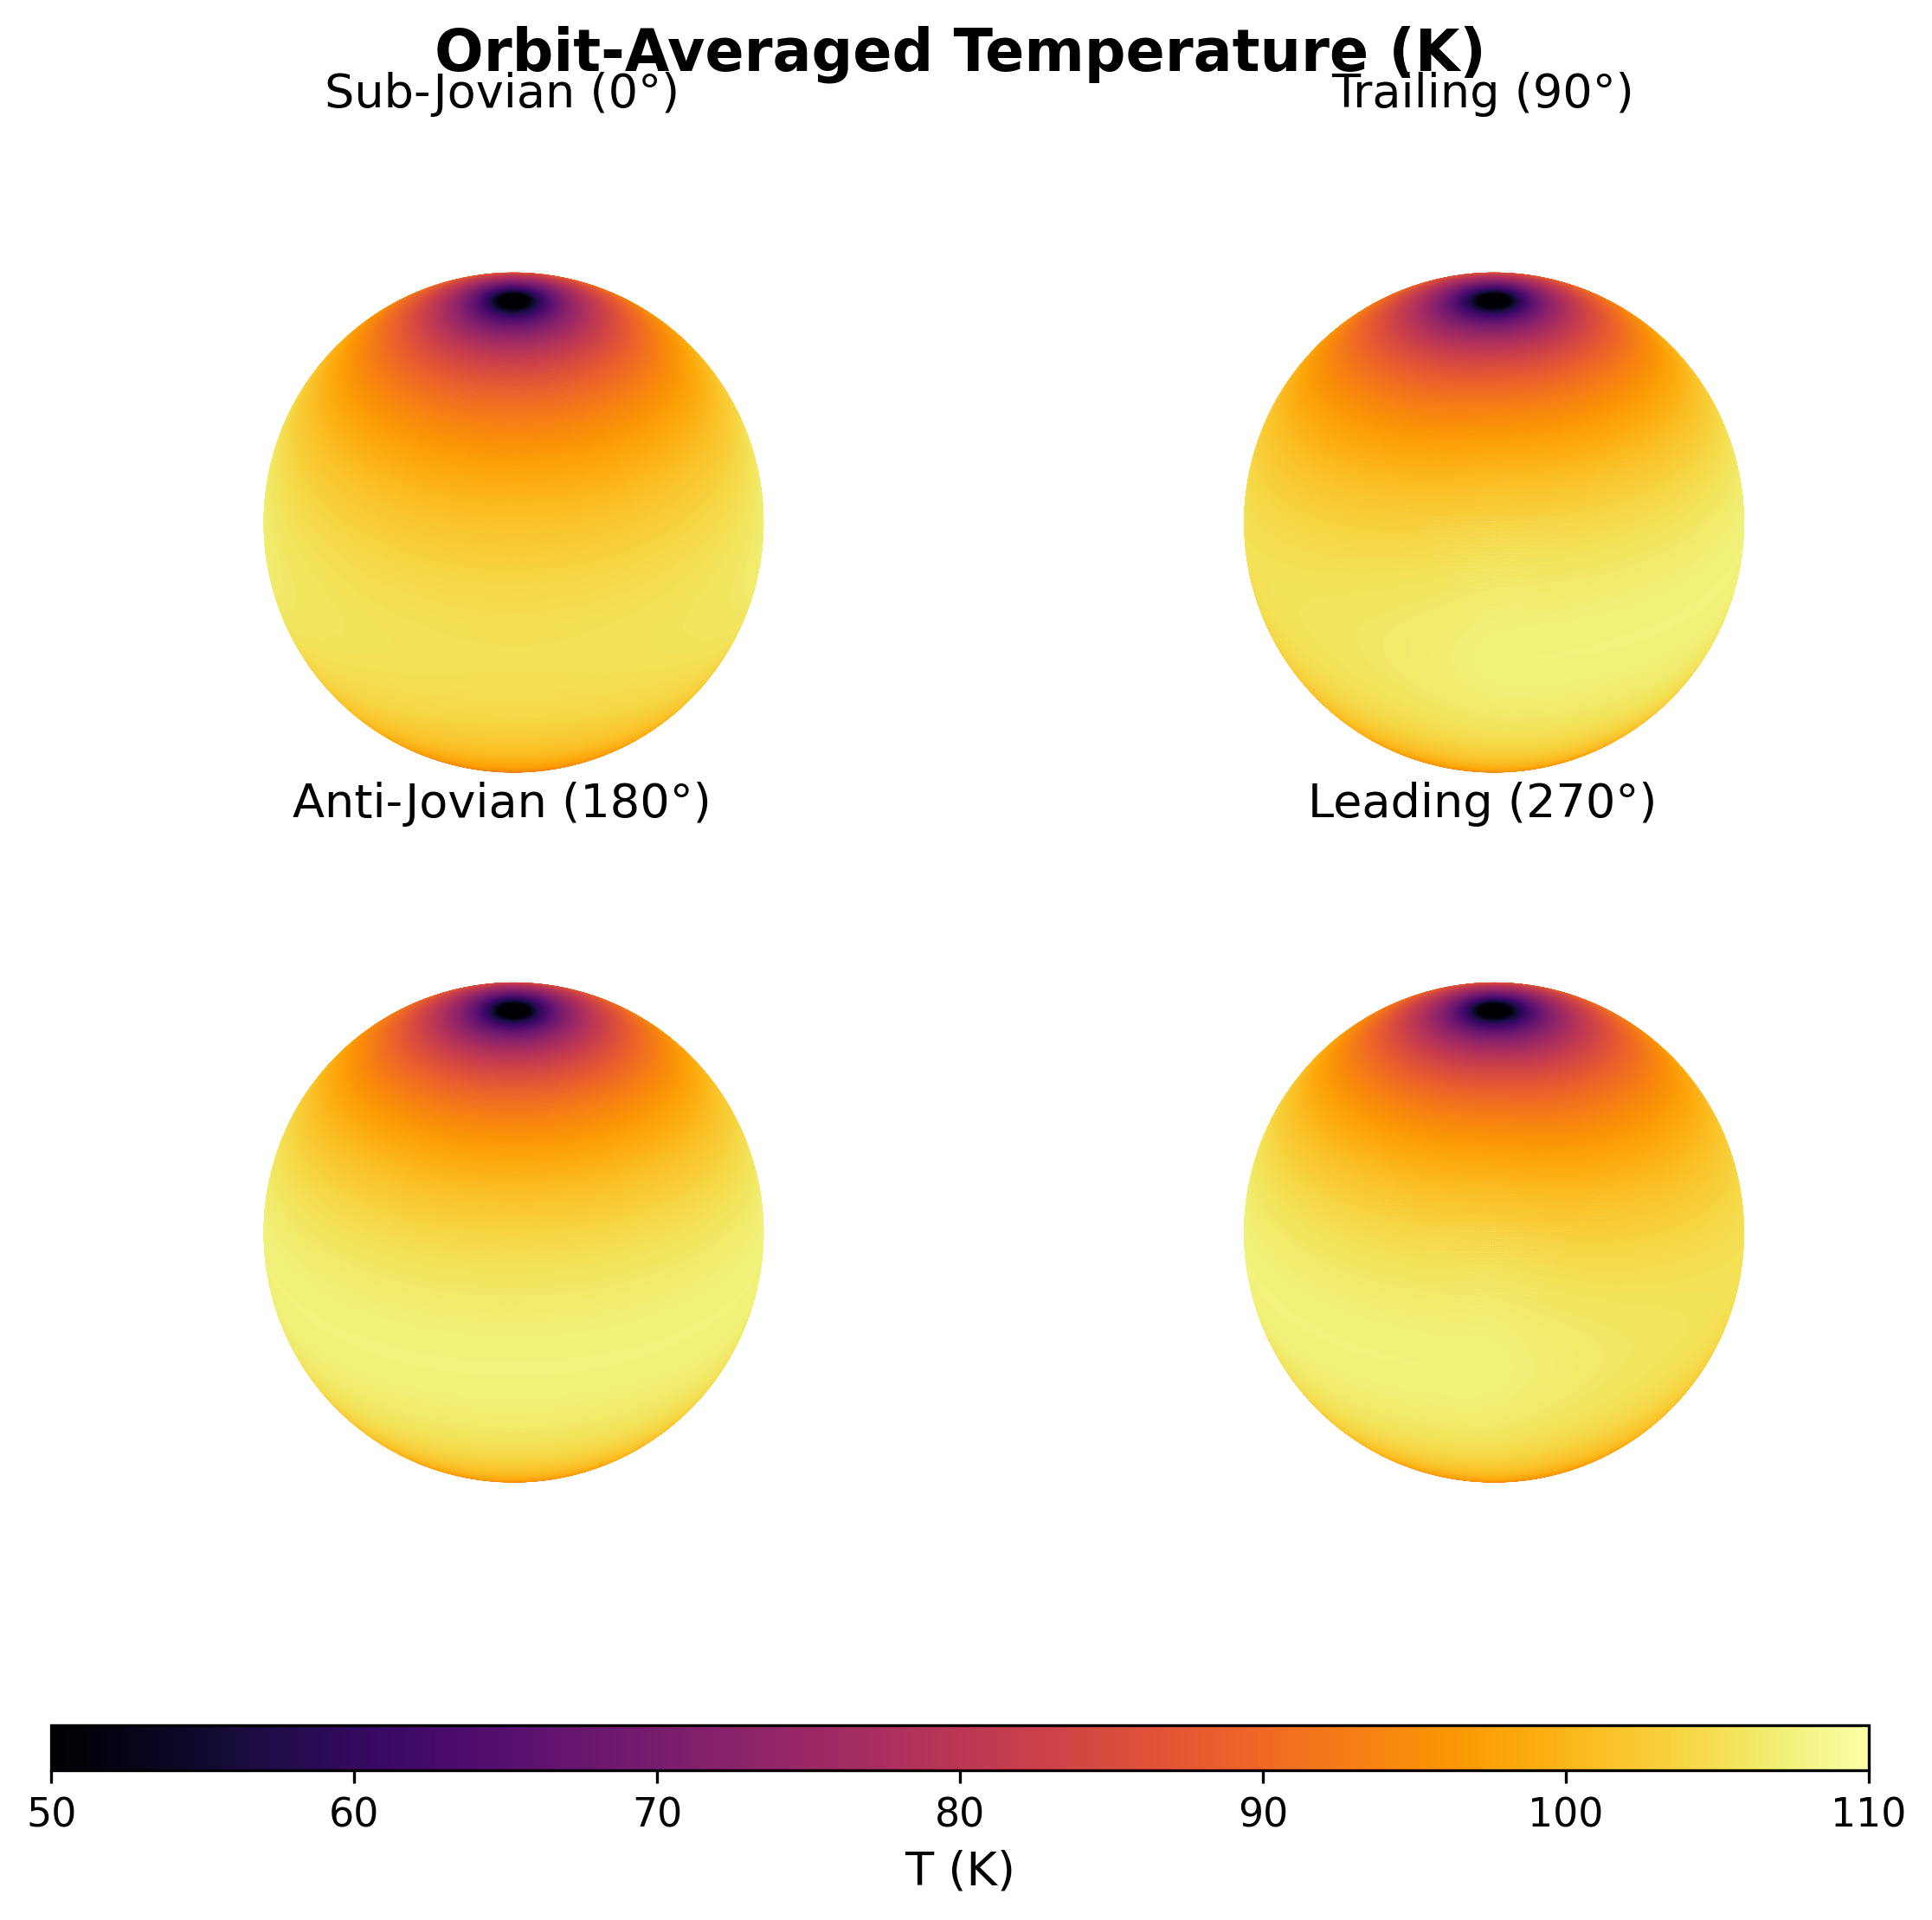 Orbit-Averaged Temperature (K)
Sub-Jovian (0°)
Trailing (90°)
Anti-Jovian (180°)
Leading (270°)
50 60 70 80 90 100 110
T (K)